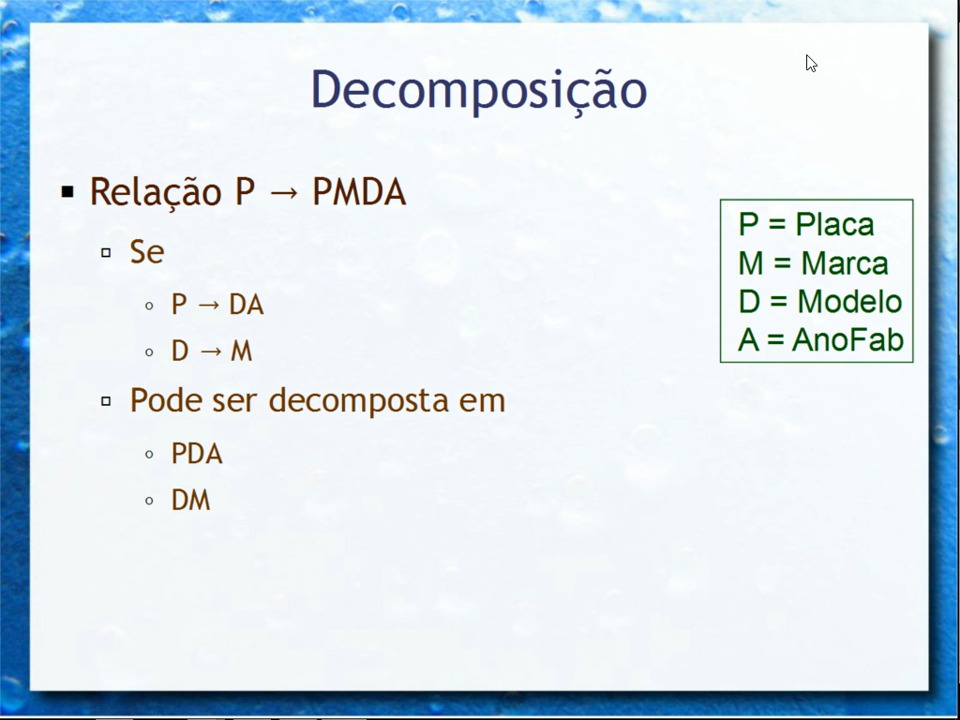 Decomposição
▪ Relação P → PMDA
▫ Se
◦ P → DA
◦ D → M
▫ Pode ser decomposta em
◦ PDA
◦ DM
P = Placa
M = Marca
D = Modelo
A = AnoFab